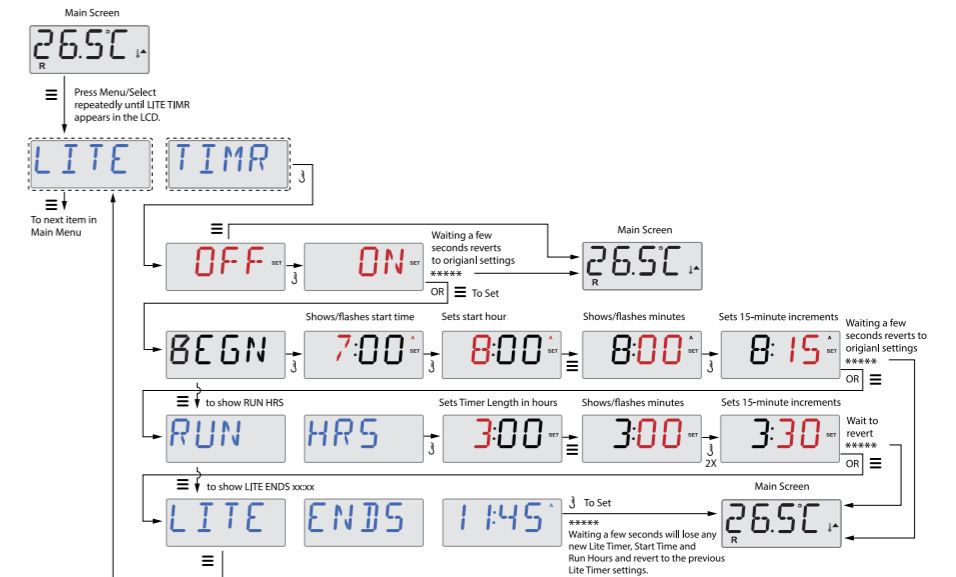 Main Screen
26.5°C
R
Press Menu/Select
repeatedly until LITE TIMR
appears in the LCD.
LITE TIMR
To next item in
Main Menu
OFF SET
ON SET
Waiting a few
seconds reverts
to origianl settings
*****
OR
To Set
Main Screen
26.5°C
R
BEGN
Shows/flashes start time
7:00 A SET
Sets start hour
8:00 A SET
Shows/flashes minutes
8:00 A SET
Sets 15-minute increments
8:15 A SET
Waiting a few
seconds reverts to
origianl settings
*****
OR
to show RUN HRS
RUN HRS
Sets Timer Length in hours
3:00 SET
Shows/flashes minutes
3:00 SET
2X
Sets 15-minute increments
3:30 SET
Wait to
revert
*****
OR
to show LITE ENDS xx:xx
LITE ENDS 11:45 A
To Set
*****
Waiting a few seconds will lose any
new Lite Timer, Start Time and
Run Hours and revert to the previous
Lite Timer settings.
Main Screen
26.5°C
R